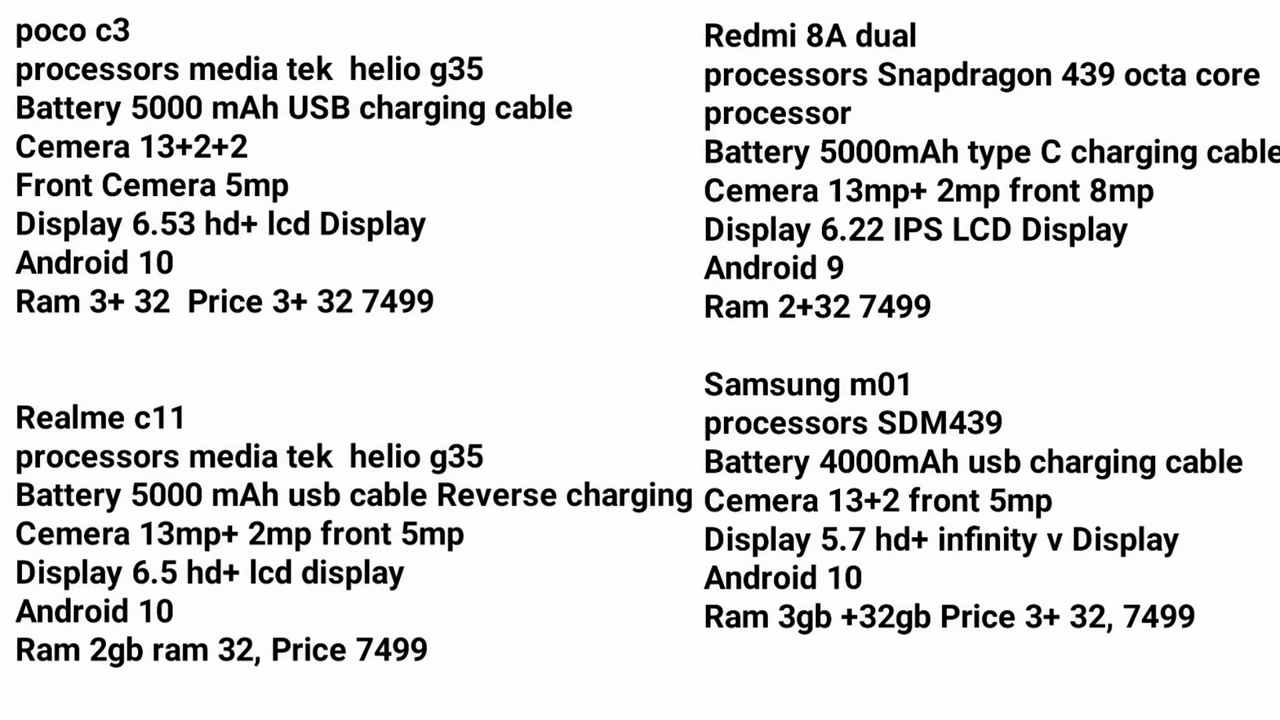 poco c3
processors media tek  helio g35
Battery 5000 mAh USB charging cable
Cemera 13+2+2
Front Cemera 5mp
Display 6.53 hd+ lcd Display
Android 10
Ram 3+ 32  Price 3+ 32 7499
Realme c11
processors media tek  helio g35
Battery 5000 mAh usb cable Reverse charging
Cemera 13mp+ 2mp front 5mp
Display 6.5 hd+ lcd display
Android 10
Ram 2gb ram 32, Price 7499
Redmi 8A dual
processors Snapdragon 439 octa core
processor
Battery 5000mAh type C charging cable
Cemera 13mp+ 2mp front 8mp
Display 6.22 IPS LCD Display
Android 9
Ram 2+32 7499
Samsung m01
processors SDM439
Battery 4000mAh usb charging cable
Cemera 13+2 front 5mp
Display 5.7 hd+ infinity v Display
Android 10
Ram 3gb +32gb Price 3+ 32, 7499